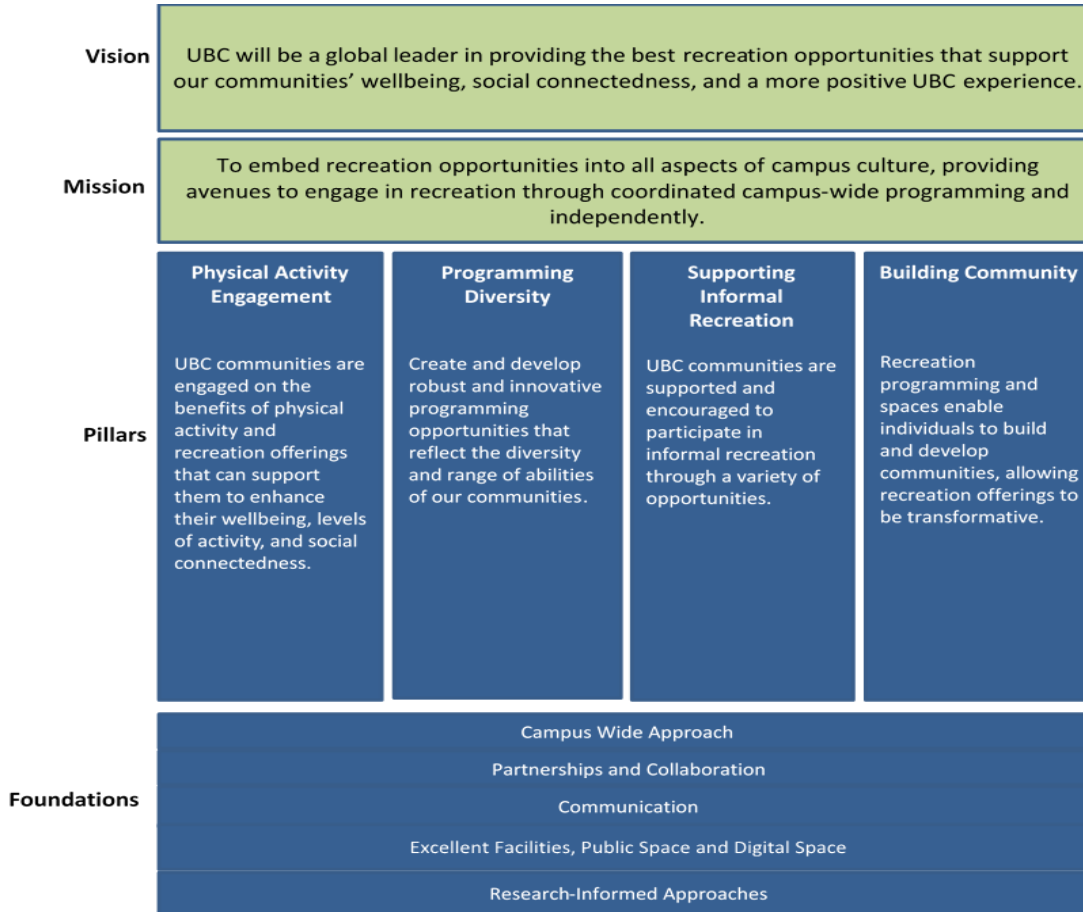 Vision
UBC will be a global leader in providing the best recreation opportunities that support
our communities’ wellbeing, social connectedness, and a more positive UBC experience.
Mission
To embed recreation opportunities into all aspects of campus culture, providing
avenues to engage in recreation through coordinated campus-wide programming and
independently.
Pillars
Physical Activity
Engagement
UBC communities are
engaged on the
benefits of physical
activity and
recreation offerings
that can support
them to enhance
their wellbeing, levels
of activity, and social
connectedness.
Programming
Diversity
Create and develop
robust and innovative
programming
opportunities that
reflect the diversity
and range of abilities
of our communities.
Supporting
Informal
Recreation
UBC communities are
supported and
encouraged to
participate in
informal recreation
through a variety of
opportunities.
Building Community
Recreation
programming and
spaces enable
individuals to build
and develop
communities, allowing
recreation offerings to
be transformative.
Foundations
Campus Wide Approach
Partnerships and Collaboration
Communication
Excellent Facilities, Public Space and Digital Space
Research-Informed Approaches